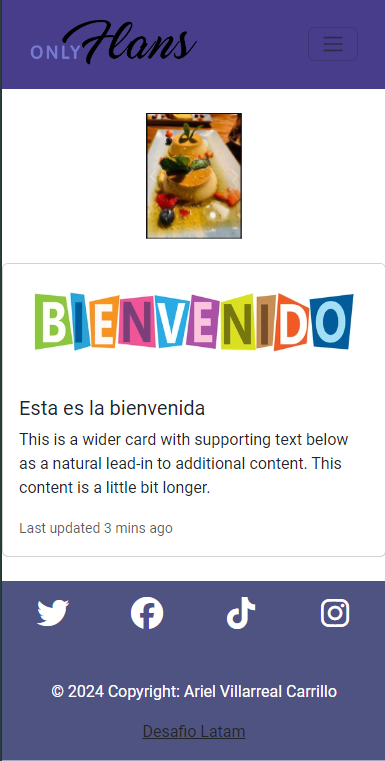 ONLY Flans
BIENVENIDO
Esta es la bienvenida
This is a wider card with supporting text below
as a natural lead-in to additional content. This
content is a little bit longer.
Last updated 3 mins ago
© 2024 Copyright: Ariel Villarreal Carrillo
Desafio Latam